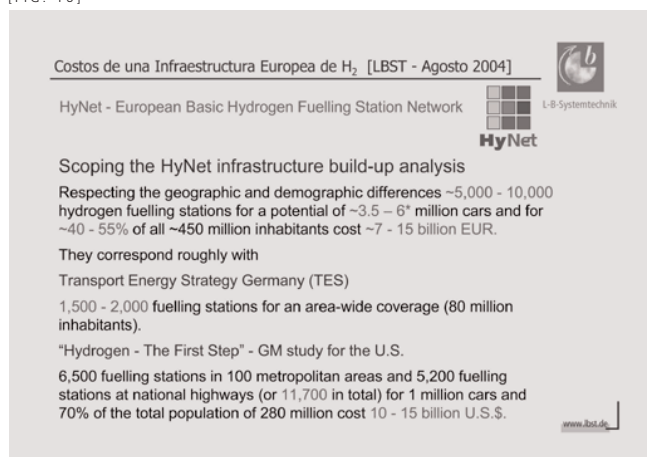 Costos de una Infraestructura Europea de H2 [LBST - Agosto 2004]
b
L-B-Systemtechnik
HyNet - European Basic Hydrogen Fuelling Station Network
HyNet
Scoping the HyNet infrastructure build-up analysis
Respecting the geographic and demographic differences ~5,000 - 10,000
hydrogen fuelling stations for a potential of ~3.5 – 6* million cars and for
~40 - 55% of all ~450 million inhabitants cost ~7 - 15 billion EUR.
They correspond roughly with
Transport Energy Strategy Germany (TES)
1,500 - 2,000 fuelling stations for an area-wide coverage (80 million
inhabitants).
“Hydrogen - The First Step” - GM study for the U.S.
6,500 fuelling stations in 100 metropolitan areas and 5,200 fuelling
stations at national highways (or 11,700 in total) for 1 million cars and
70% of the total population of 280 million cost 10 - 15 billion U.S.$.
www.lbst.de